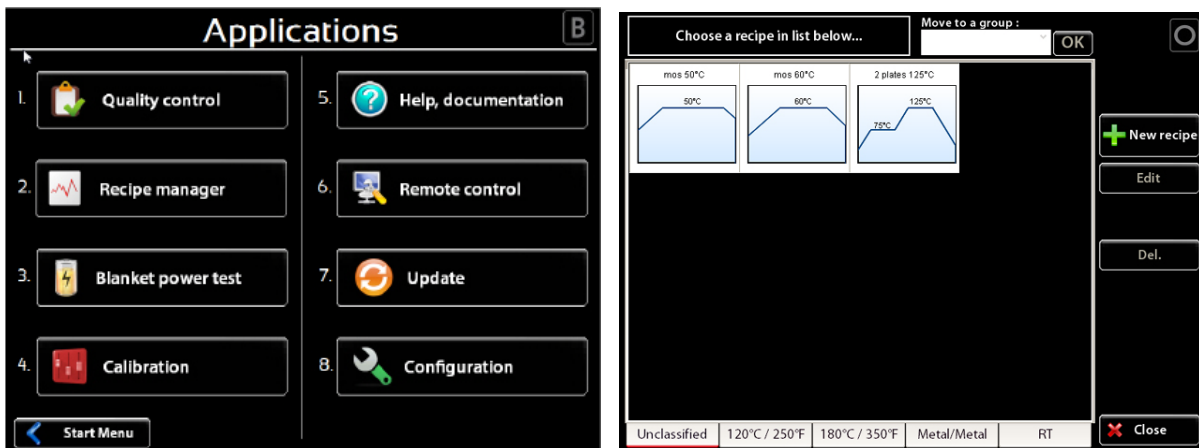 Applications
B
1. Quality control
2. Recipe manager
3. Blanket power test
4. Calibration
5. Help, documentation
6. Remote control
7. Update
8. Configuration
Start Menu
Choose a recipe in list below...
Move to a group :
OK
mos 50°C
50°C
mos 60°C
60°C
2 plates 125°C
75°C
125°C
New recipe
Edit
Del.
Close
Unclassified
120°C / 250°F
180°C / 350°F
Metal/Metal
RT